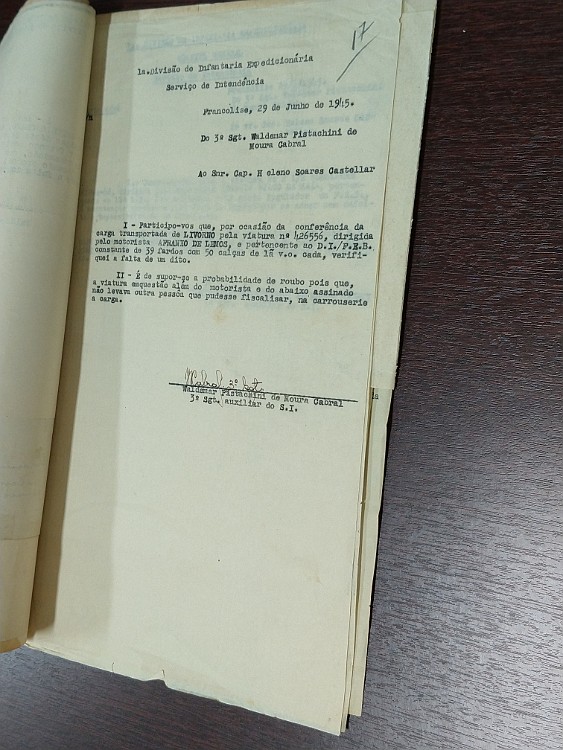 17
1a.Divisão de Infantaria Expedicionária
Serviço de Intendência
Francolise, 29 de Junho de 1945.
Do 3º Sgt. Waldemar Pistachini de
Moura Cabral
Ao Snr. Cap. H eleno Soares Castellar
I - Participo-vos que, por ocasião da conferência da
carga transportada de LIVORNO pela viatura nº 426556, dirigida
pelo motorista AFRANIO DE LEMOS, e pertencente ao D.I./F.E.B.
constante de 39 fardos com 50 calças de lã v.o. cada, verifi-
quei a falta de um dito.
II - É de supor-se a probabilidade de roubo pois que,
a viatura emquestão além do motorista e do abaixo assinado
não levava outra pessoa que pudesse fiscalisar, na carrouserie
a carga.
Waldemar Pistachini de Moura Cabral
3º Sgt. auxiliar do S.I.